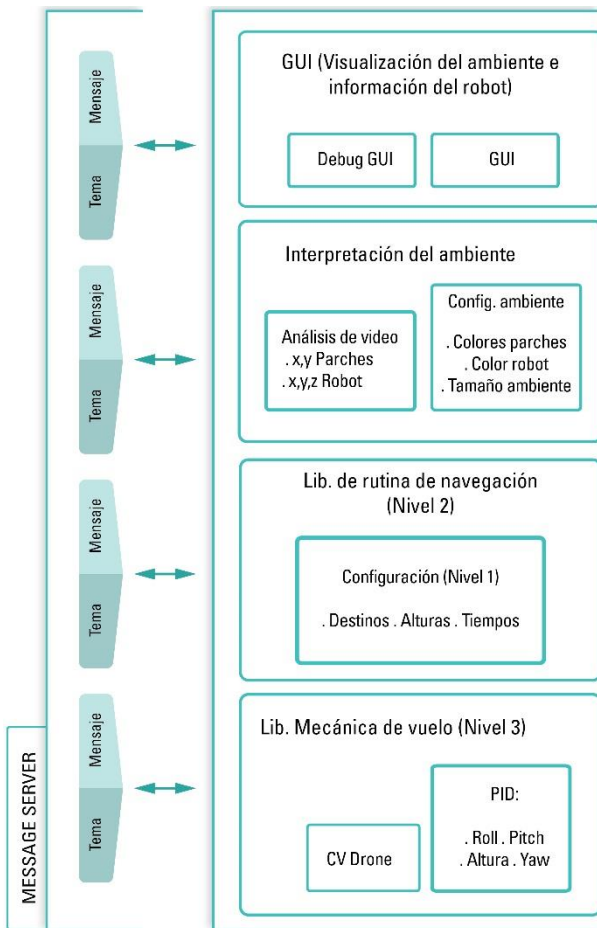 MESSAGE SERVER
Mensaje
Tema
Mensaje
Tema
Mensaje
Tema
Mensaje
Tema
GUI (Visualización del ambiente e
información del robot)
Debug GUI
GUI
Interpretación del ambiente
Análisis de video
. x,y Parches
. x,y,z Robot
Config. ambiente
. Colores parches
. Color robot
. Tamaño ambiente
Lib. de rutina de navegación
(Nivel 2)
Configuración (Nivel 1)
. Destinos . Alturas . Tiempos
Lib. Mecánica de vuelo (Nivel 3)
CV Drone
PID:
. Roll . Pitch
. Altura . Yaw